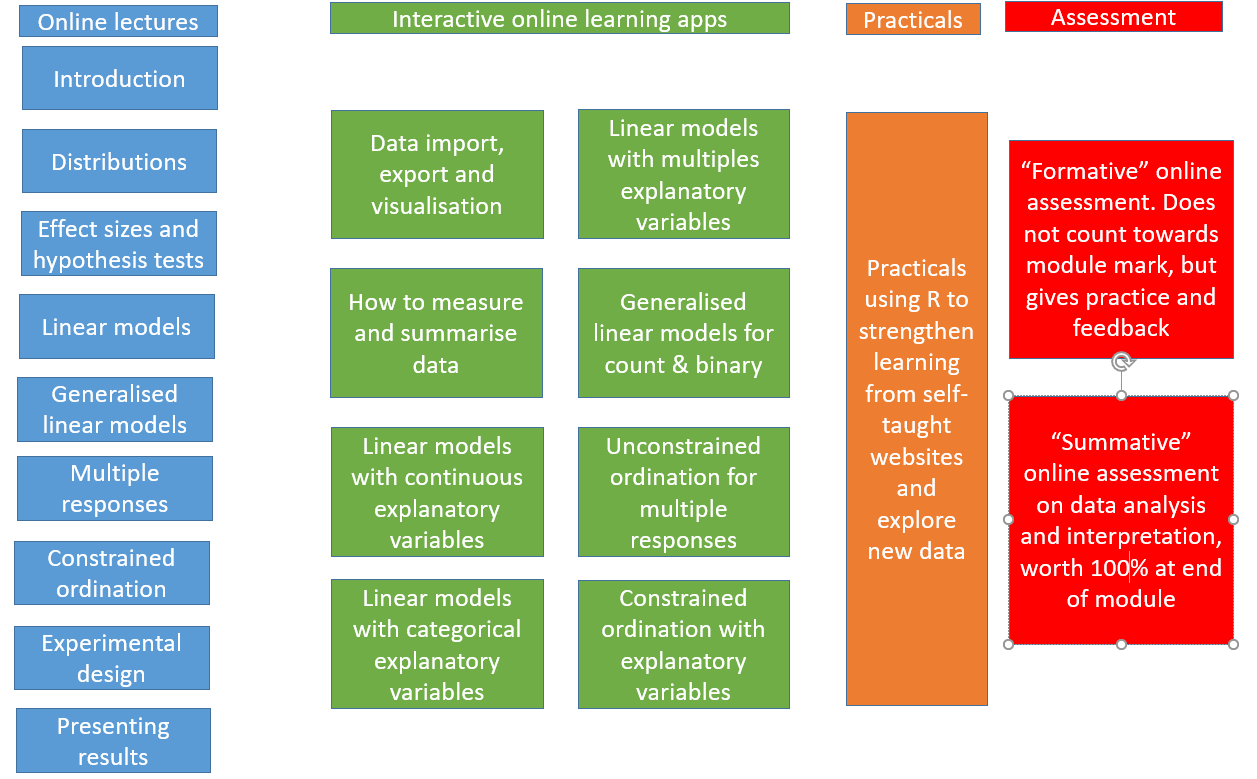 Online lectures
Introduction
Distributions
Effect sizes and
hypothesis tests
Linear models
Generalised
linear models
Multiple
responses
Constrained
ordination
Experimental
design
Presenting
results
Interactive online learning apps
Data import,
export and
visualisation
How to measure
and summarise
data
Linear models
with continuous
explanatory
variables
Linear models
with categorical
explanatory
variables
Linear models
with multiples
explanatory
variables
Generalised
linear models for
count & binary
Unconstrained
ordination for
multiple
responses
Constrained
ordination with
explanatory
variables
Practicals
Practicals
using R to
strengthen
learning
from self-
taught
websites
and
explore
new data
Assessment
“Formative” online
assessment. Does
not count towards
module mark, but
gives practice and
feedback
“Summative”
online assessment
on data analysis
and interpretation,
worth 100% at end
of module